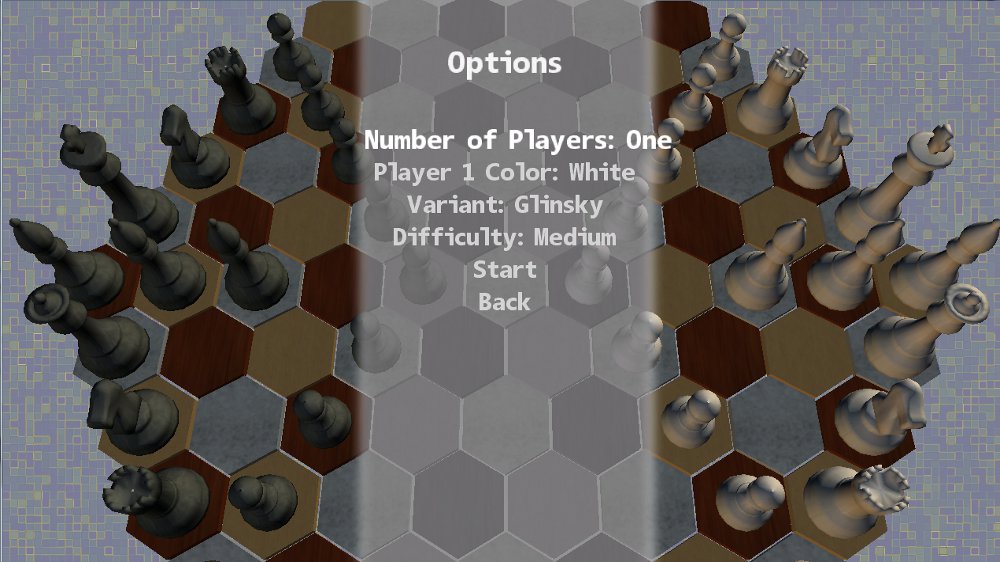 Options
Number of Players: One
Player 1 Color: White
Variant: Glinsky
Difficulty: Medium
Start
Back